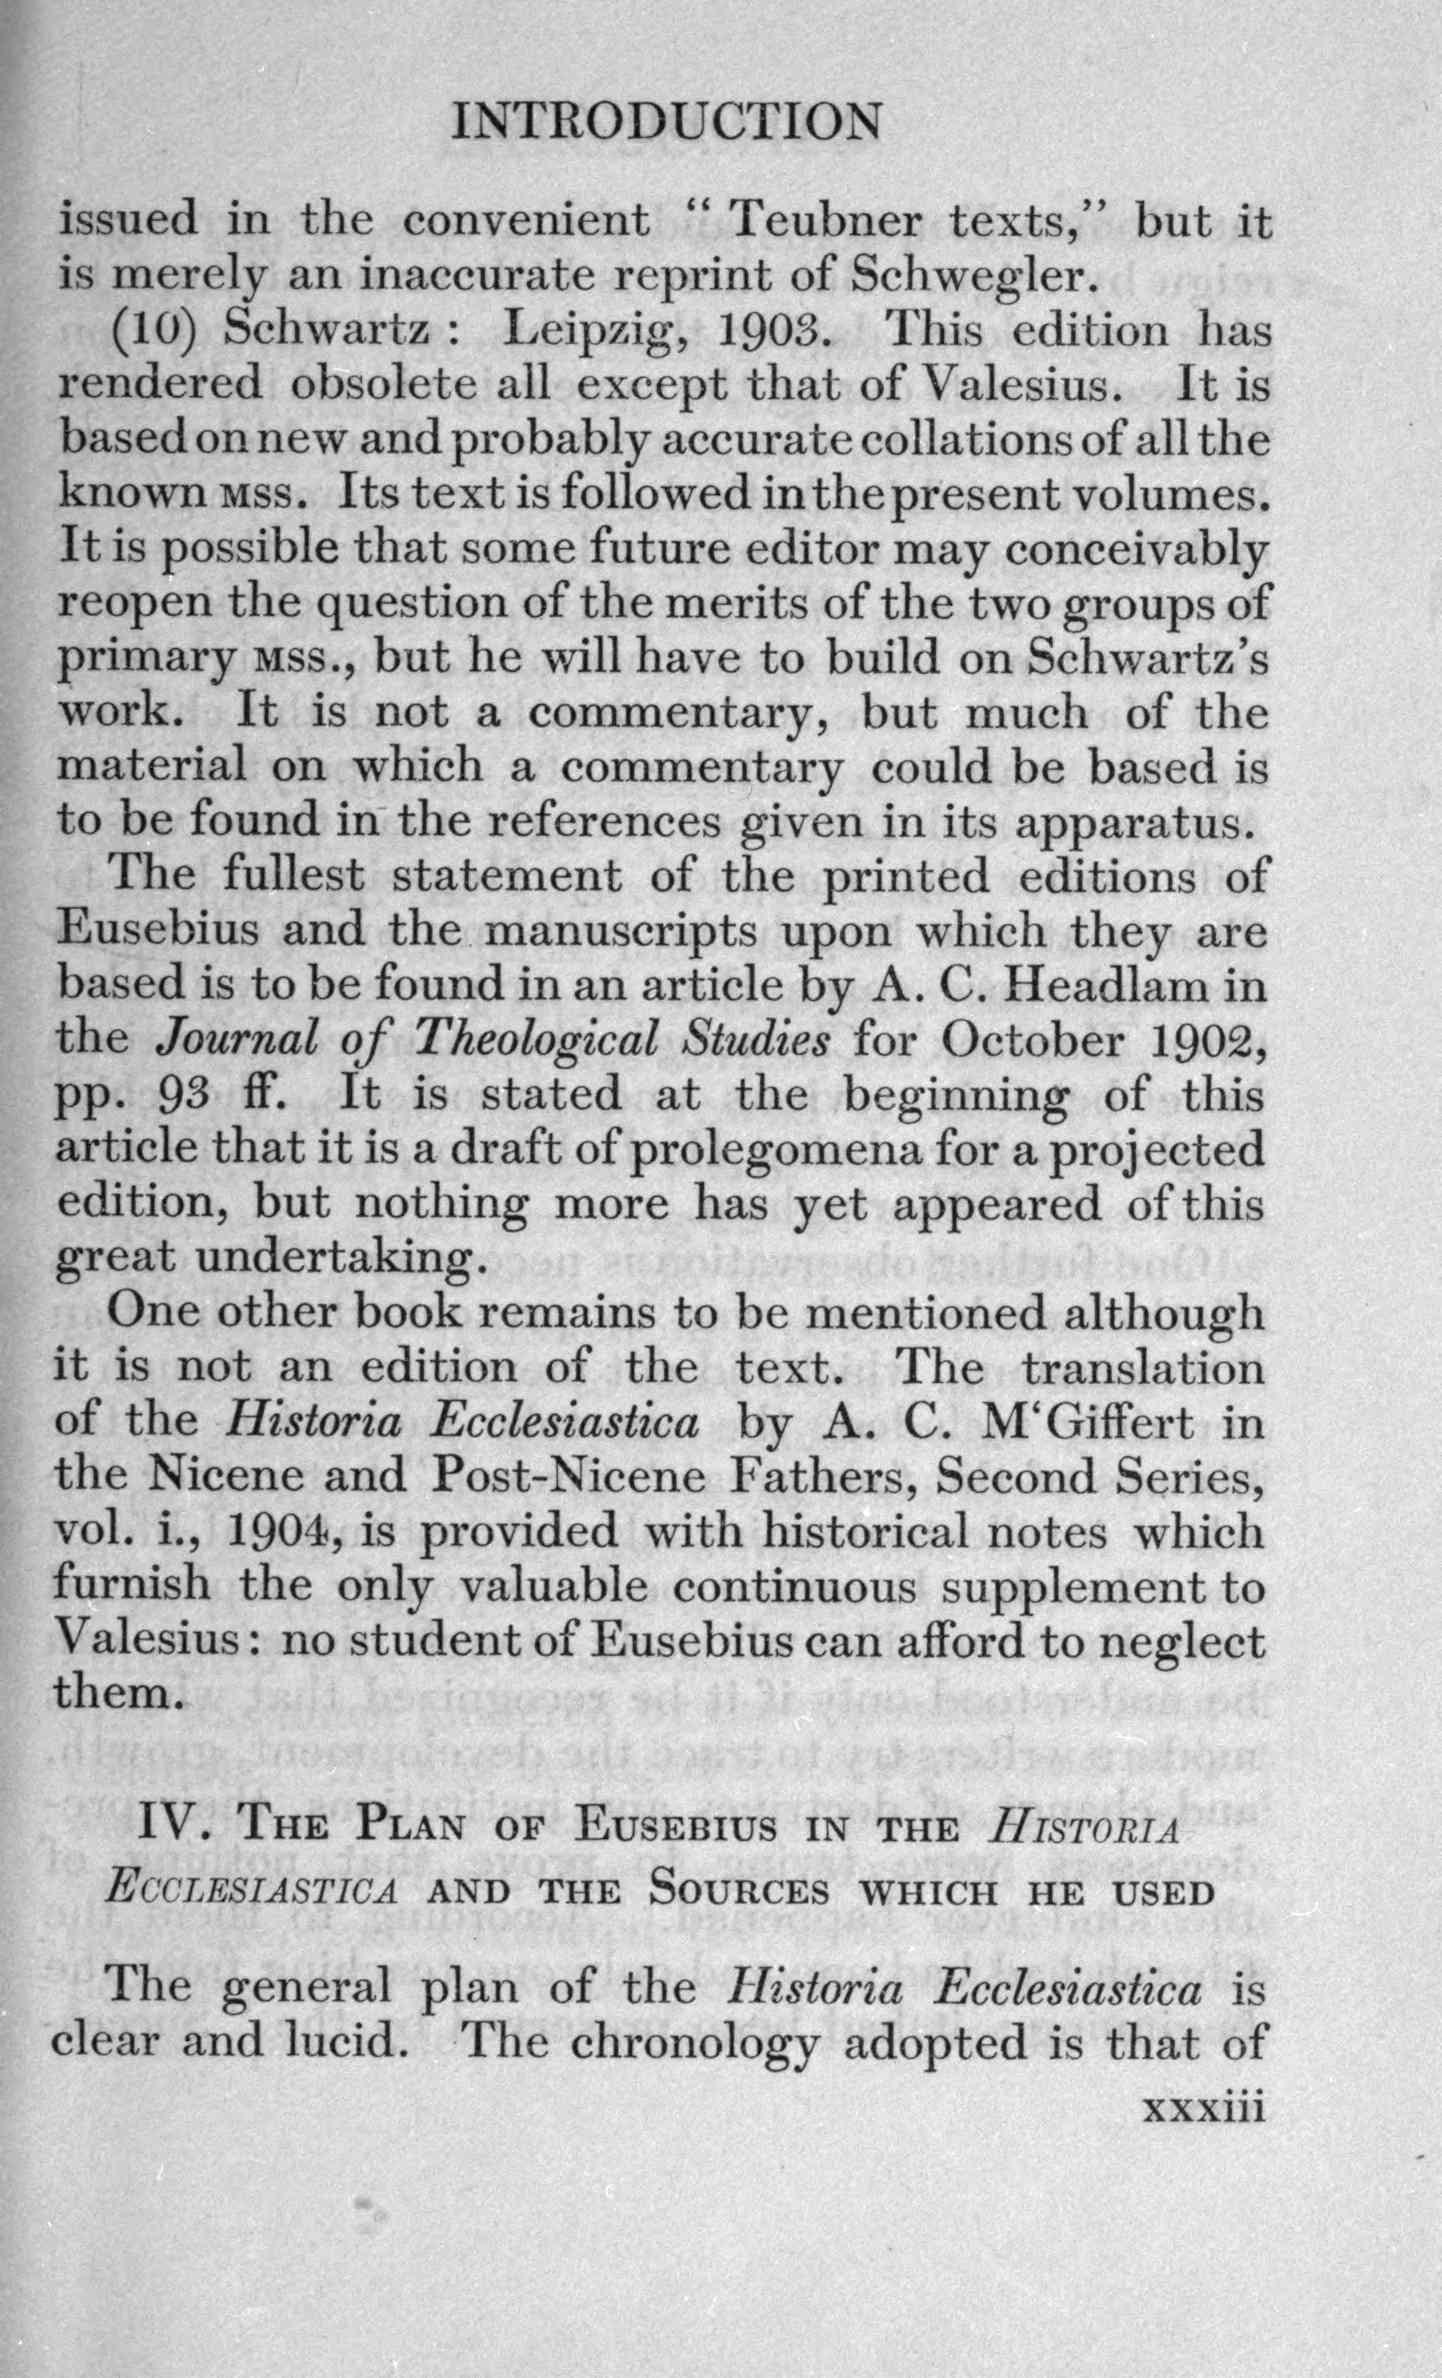 INTRODUCTION
issued in the convenient “ Teubner texts,” but it
is merely an inaccurate reprint of Schwegler.
(10) Schwartz : Leipzig, 1903. This edition has
rendered obsolete all except that of Valesius. It is
based on new and probably accurate collations of all the
known MSS. Its text is followed in the present volumes.
It is possible that some future editor may conceivably
reopen the question of the merits of the two groups of
primary MSS., but he will have to build on Schwartz’s
work. It is not a commentary, but much of the
material on which a commentary could be based is
to be found in the references given in its apparatus.
The fullest statement of the printed editions of
Eusebius and the manuscripts upon which they are
based is to be found in an article by A. C. Headlam in
the Journal of Theological Studies for October 1902,
pp. 93 ff. It is stated at the beginning of this
article that it is a draft of prolegomena for a projected
edition, but nothing more has yet appeared of this
great undertaking.
One other book remains to be mentioned although
it is not an edition of the text. The translation
of the Historia Ecclesiastica by A. C. M‘Giffert in
the Nicene and Post-Nicene Fathers, Second Series,
vol. i., 1904, is provided with historical notes which
furnish the only valuable continuous supplement to
Valesius : no student of Eusebius can afford to neglect
them.
IV. The Plan of Eusebius in the Historia
Ecclesiastica and the Sources which he used
The general plan of the Historia Ecclesiastica is
clear and lucid. The chronology adopted is that of
xxxiii